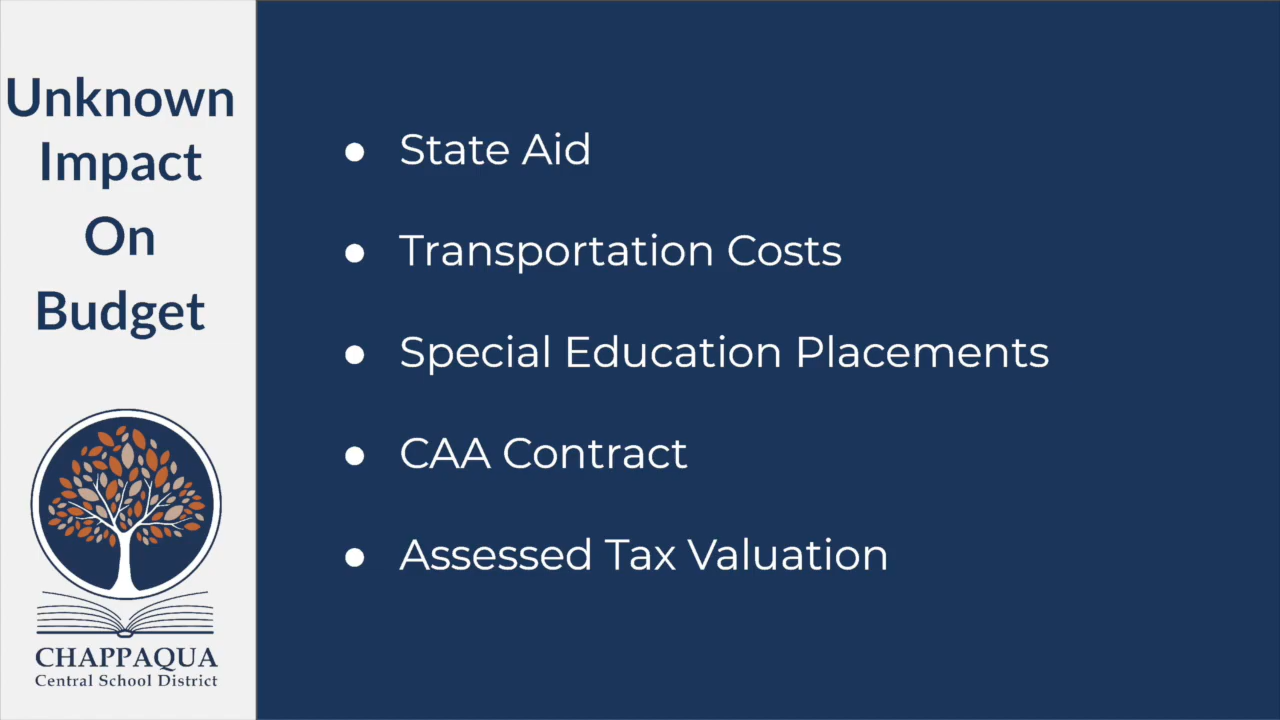 Unknown
Impact
On
Budget
CHAPPAQUA
Central School District
● State Aid
● Transportation Costs
● Special Education Placements
● CAA Contract
● Assessed Tax Valuation